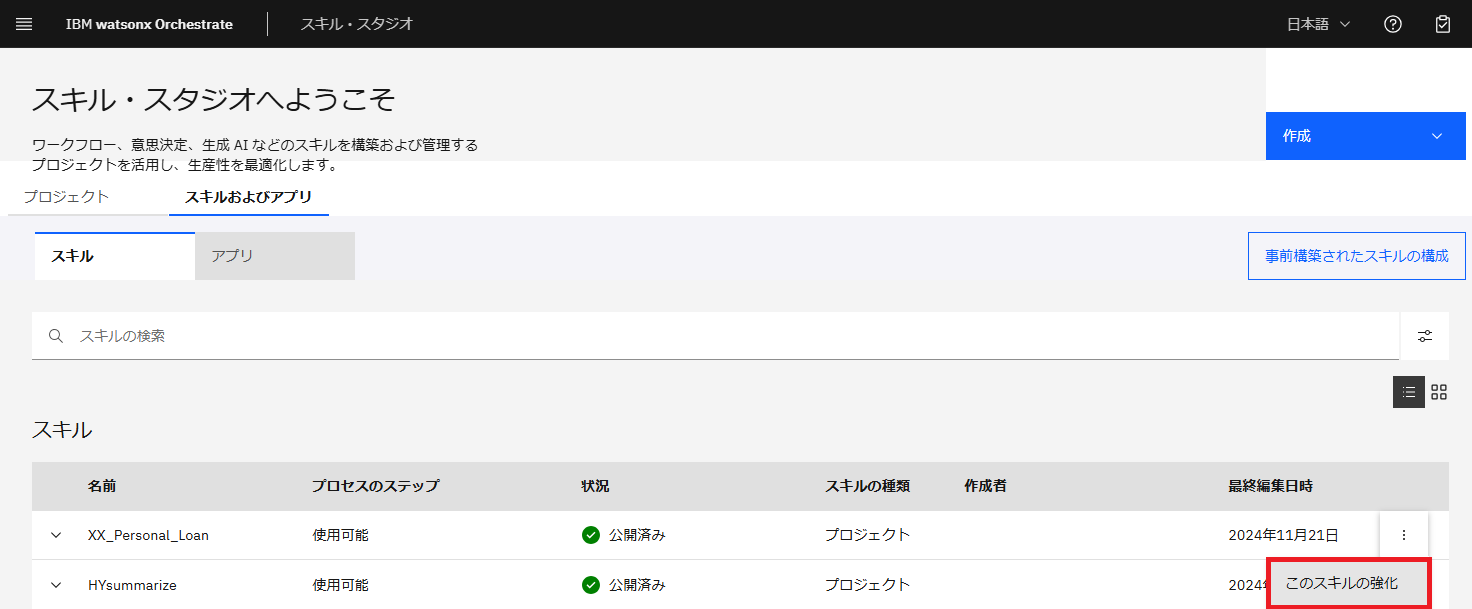 IBM watsonx Orchestrate
スキル・スタジオ
日本語
スキル・スタジオへようこそ
ワークフロー、意思決定、生成 AI などのスキルを構築および管理する
プロジェクトを活用し、生産性を最適化します。
作成
プロジェクト
スキルおよびアプリ
スキル
アプリ
事前構築されたスキルの構成
スキルの検索
スキル
名前 プロセスのステップ 状況 スキルの種類 作成者 最終編集日時
XX_Personal_Loan 使用可能 公開済み プロジェクト 2024年11月21日
HYsummarize 使用可能 公開済み プロジェクト 2024
このスキルの強化